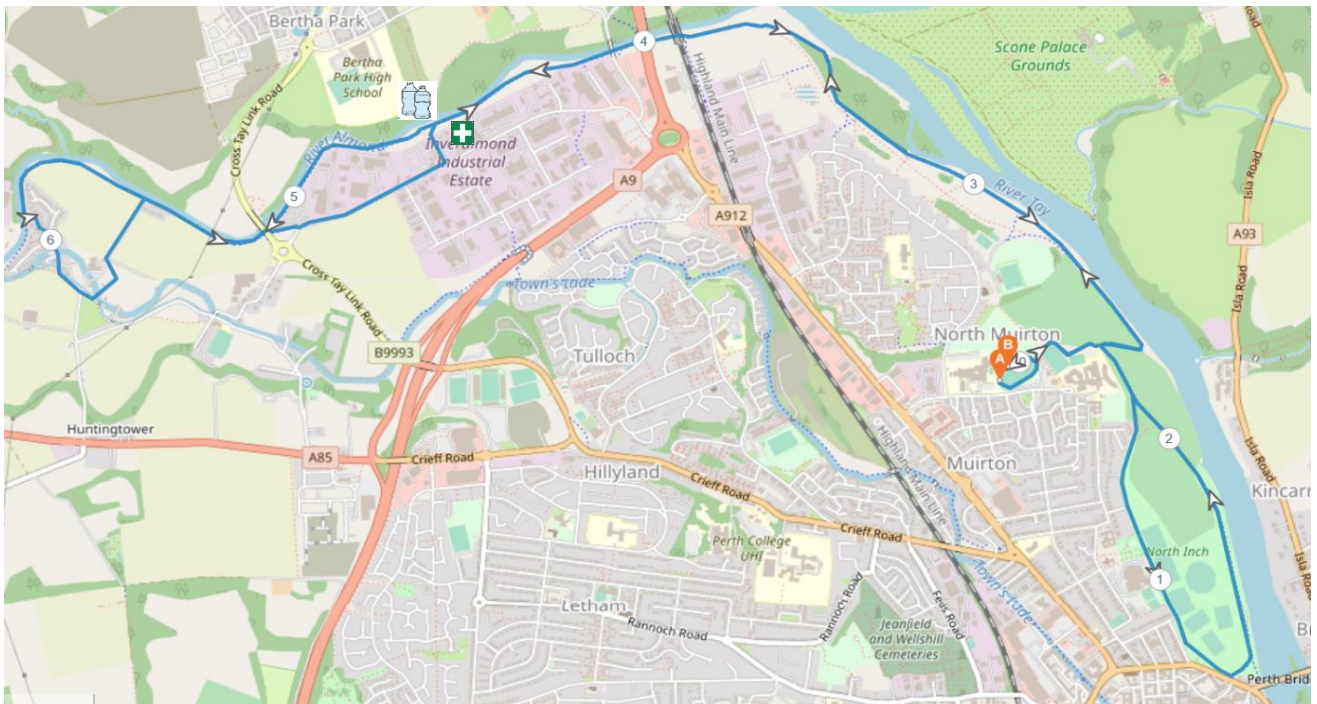 Bertha Park
Bertha
Park High
School
Cross Tay Link Road
River Almond
Inveralmond
Industrial
Estate
4
5
6
A9
A912
Highland Main Line
Scone Palace
Grounds
Isla Road
3
River Tay
A93
Isla Road
Cross Tay Link Road
Town's Lade
B9993
Tulloch
North Muirton
B
A
Huntingtower
A85
Crieff Road
Hillyland
Crieff Road
Muirton
Highland Main Line
2
Isla Road
Kincarr
Crieff Road
Perth College
UHI
North Inch
1
Town's Lade
Isla Road
Letham
Rannoch Road
Rannoch Road
Feus Road
Jeanfield
and Wellshill
Cemeteries
Perth Brid